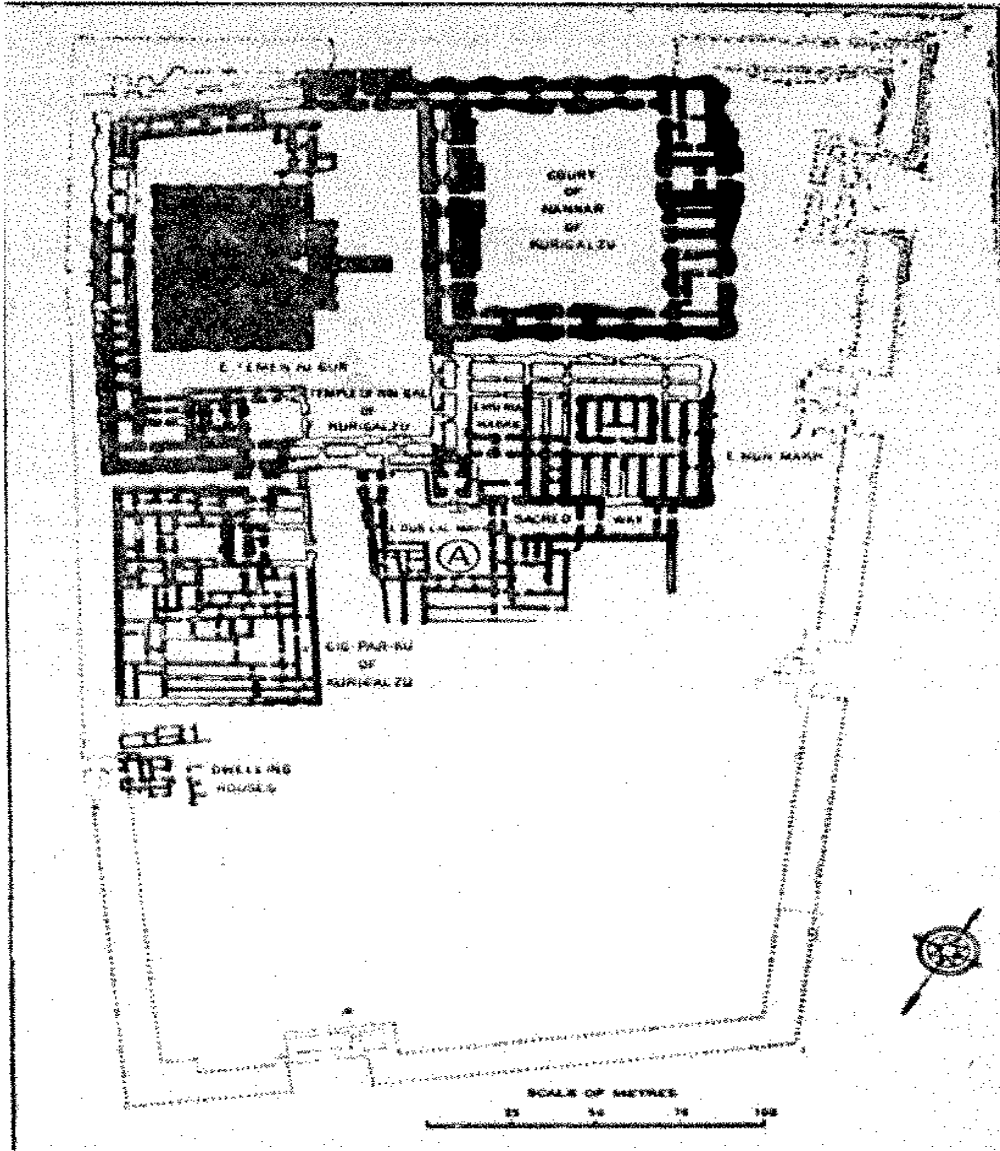 COURT
OF
NANNAR
OF
KURIGALZU
E TEMEN NI GUR
TEMPLE OF NIN GAL
OF
KURIGALZU
E NUN MAKH
SACRED WAY
A
GIG-PAR-KU
OF
KURIGALZU
DWELLING
HOUSES
SCALE OF METRES
25 50 75 100